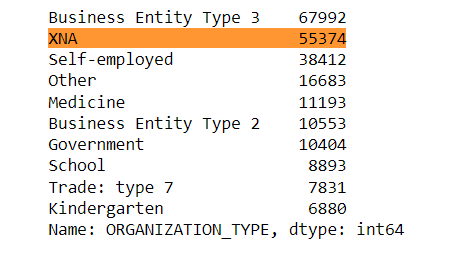 Business Entity Type 3    67992
XNA                       55374
Self-employed             38412
Other                     16683
Medicine                  11193
Business Entity Type 2    10553
Government                10404
School                     8893
Trade: type 7              7831
Kindergarten               6880
Name: ORGANIZATION_TYPE, dtype: int64